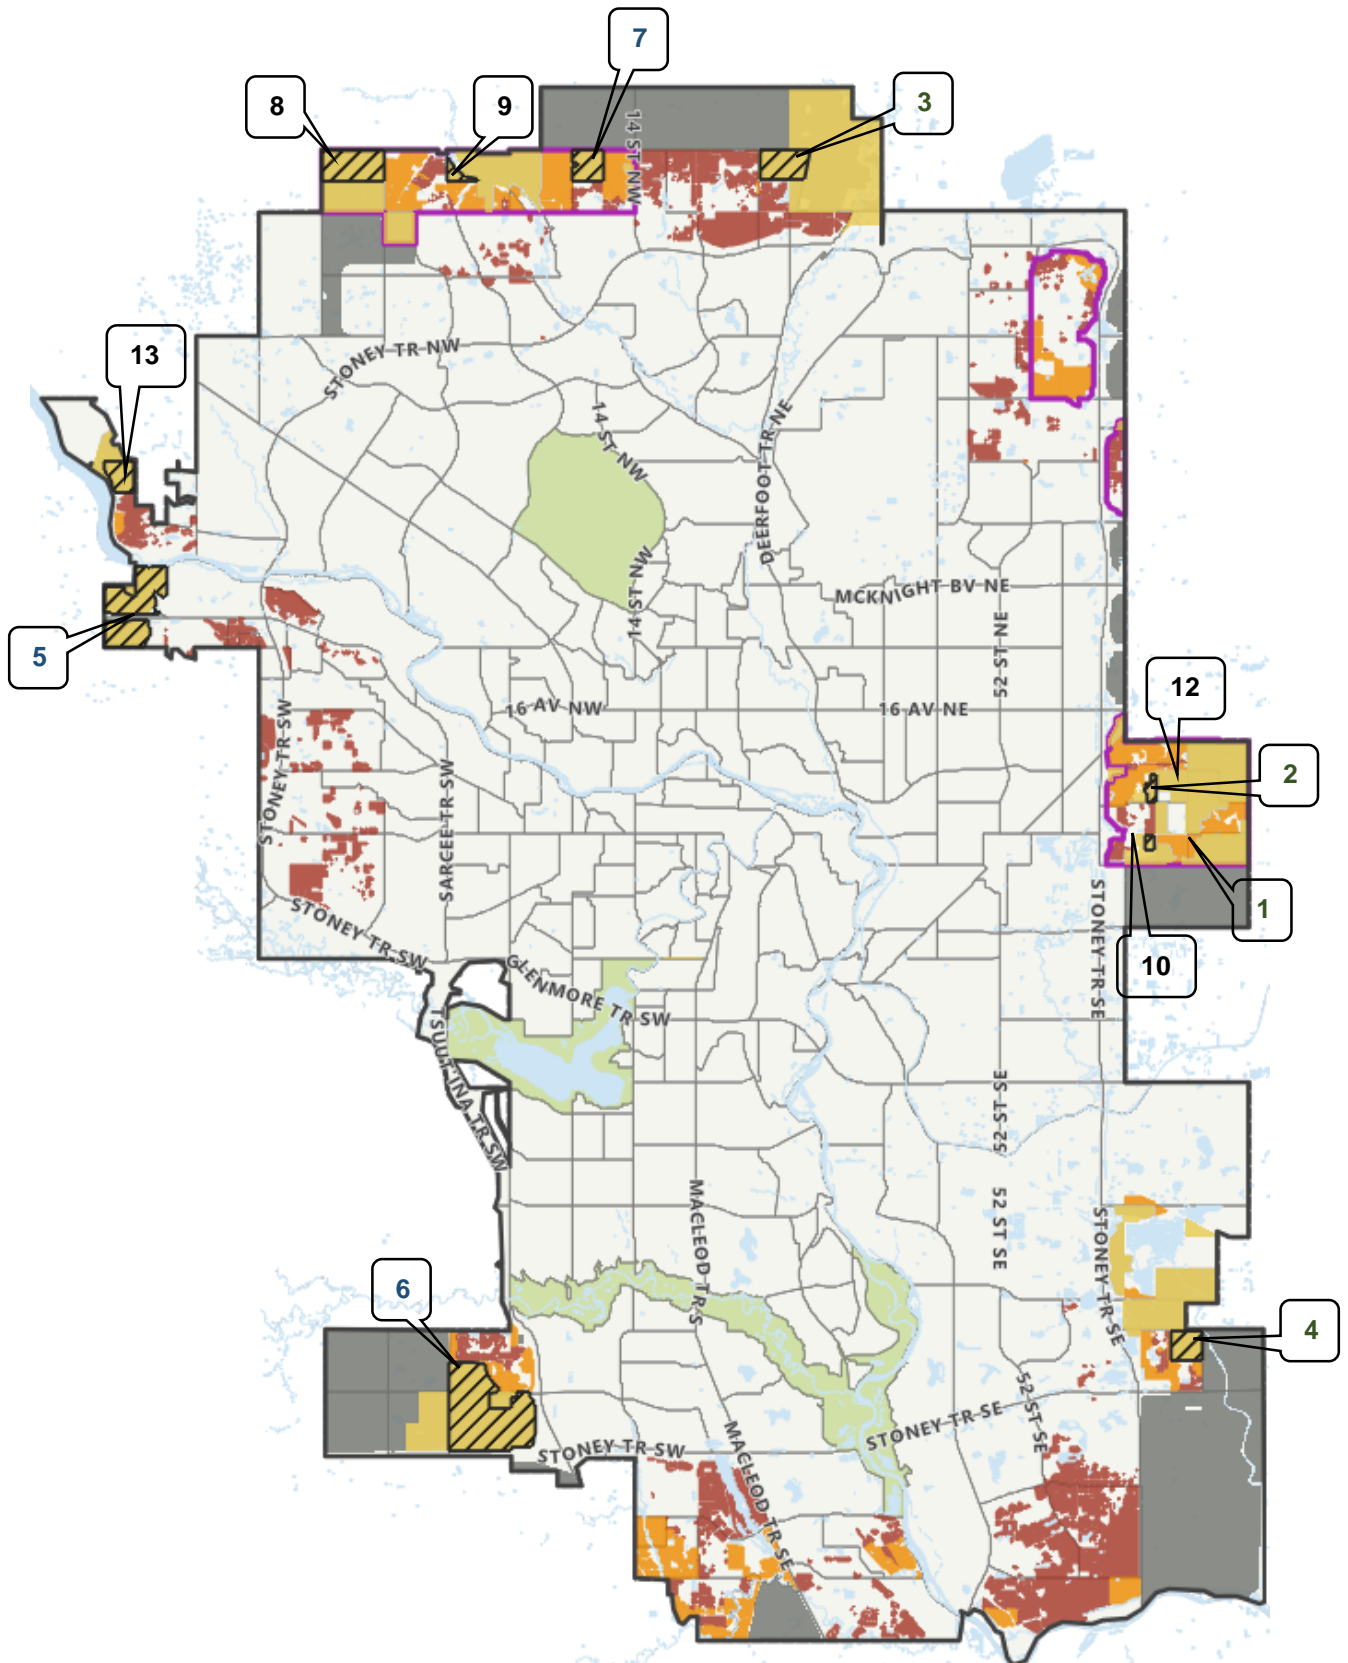 7
8
9
3
14 ST NW
13
STONEY TR NW
14 ST NW
DEERFOOT TR NE
14 ST NW
MCKNIGHT BV NE
52 ST NE
5
12
16 AV NW
16 AV NE
STONEY TR SW
SARCEE TR SW
2
1
STONEY TR SW
10
STONEY TR SE
GLENMORE TR SW
TSUUT'INA TR SW
52 ST SE
MACLEOD TR S
52 ST SE
STONEY TR SE
6
4
52 ST SE
STONEY TR SE
STONEY TR SW
MACLEOD TR SE